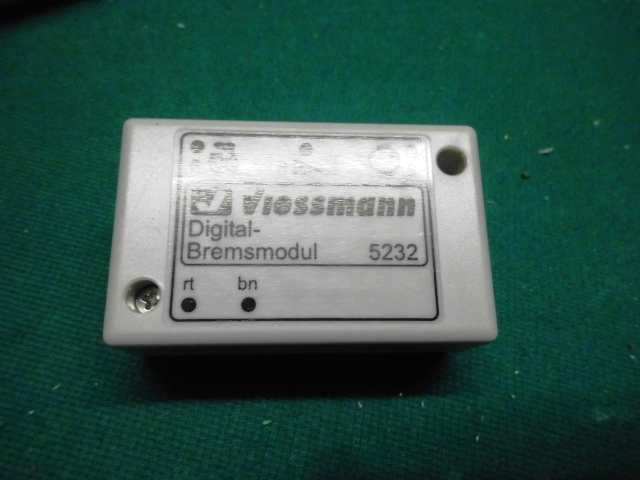 Viessmann
Digital-
Bremsmodul 5232
rt bn